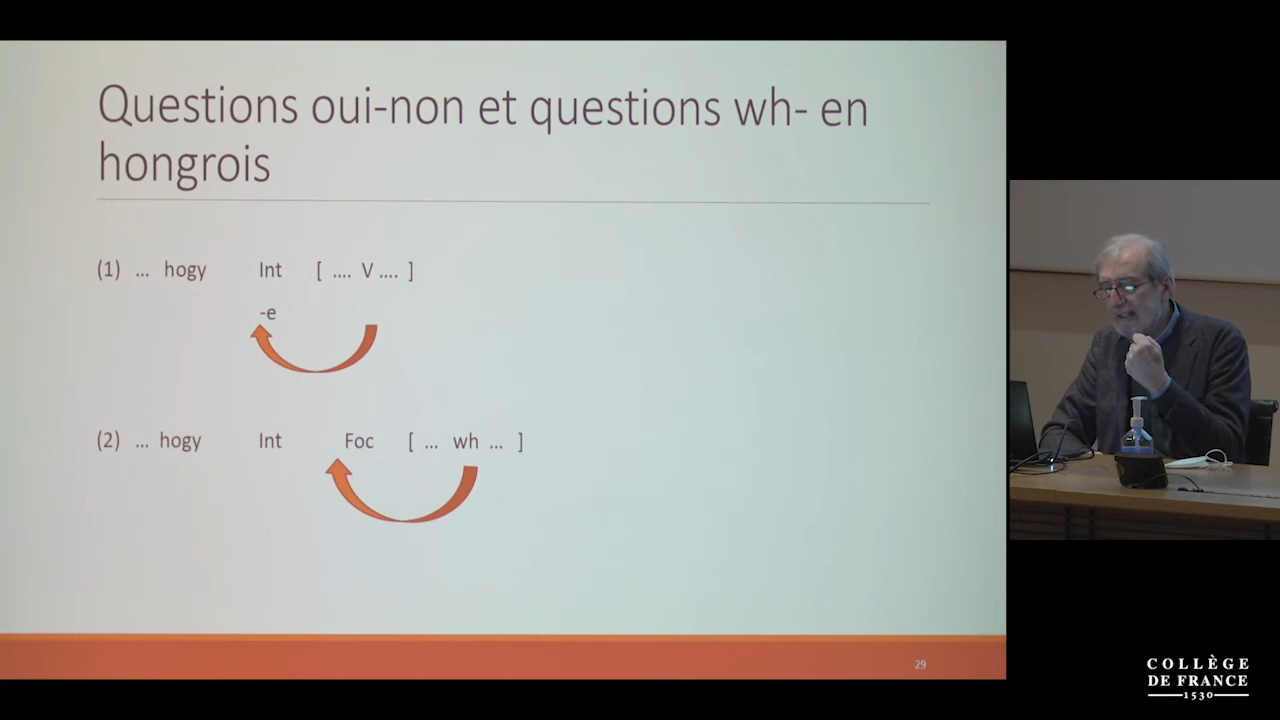 Questions oui-non et questions wh- en
hongrois
(1) ... hogy Int [ .... V .... ]
-e
(2) ... hogy Int Foc [ ... wh ... ]
29
COLLÈGE
DE FRANCE
1530